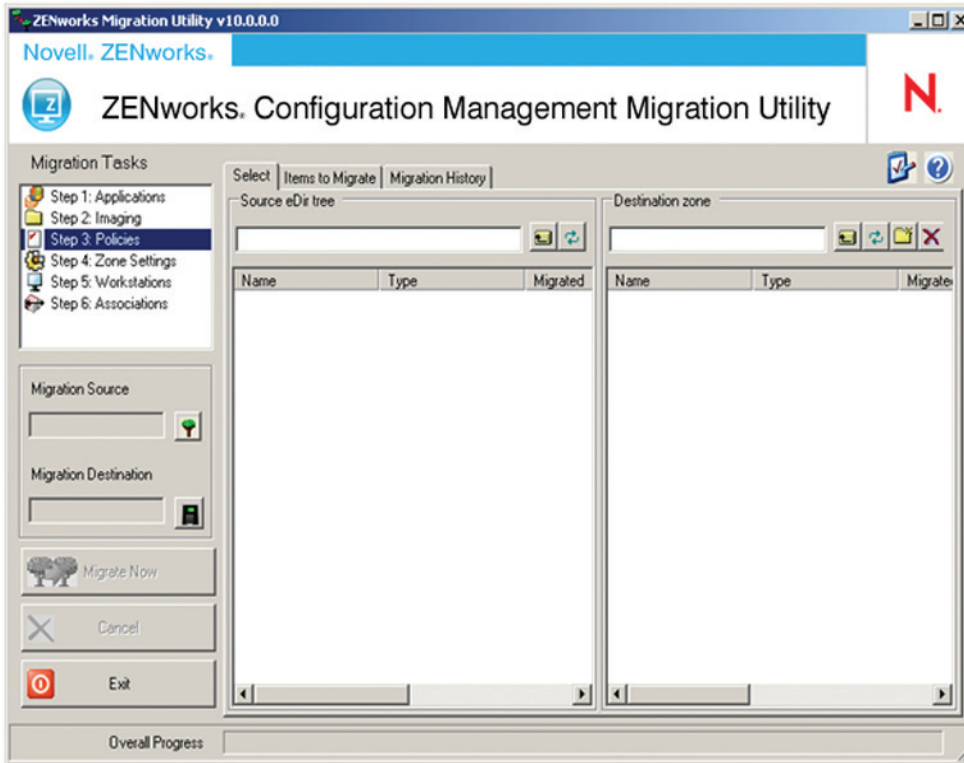 ZENworks Migration Utility v10.0.0.0
Novell® ZENworks®
Z
ZENworks® Configuration Management Migration Utility
N®
Migration Tasks
Step 1: Applications
Step 2: Imaging
Step 3: Policies
Step 4: Zone Settings
Step 5: Workstations
Step 6: Associations
Select
Items to Migrate
Migration History
Source eDir tree
Destination zone
Name Type Migrated
Name Type Migrated
Migration Source
Migration Destination
Migrate Now
Cancel
Exit
Overall Progress